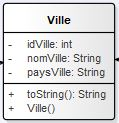 Ville
- idVille: int
- nomVille: String
- paysVille: String
+ toString(): String
+ Ville()